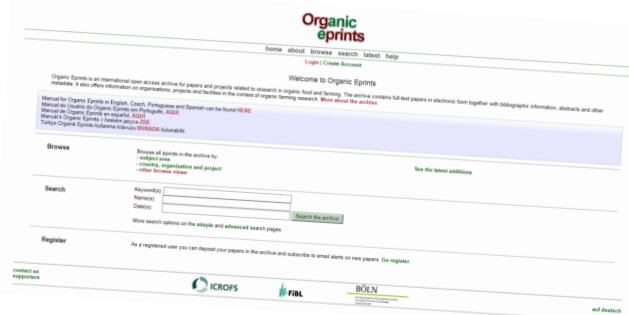 Organic
eprints
home about browse search latest help
Login | Create Account
Welcome to Organic Eprints
Organic Eprints is an international open access archive for papers and projects related to research in organic food and farming. The archive contains full-text papers in electronic form together with bibliographic information, abstracts and other
metadata. It also offers information on organisations, projects and facilities in the context of organic farming research. More about the archive.
Manual for Organic Eprints in English, Czech, Portuguese and Spanish can be found HERE
Manual do Usuário do Organic Eprints em Português, AQUI
Manual de Organic Eprints en español, AQUÍ
Manuál k Organic Eprints v českém jazyce ZDE
Türkçe Organik Eprints kullanma kılavuzu BURADA bulunabilir.
Browse
Browse all eprints in the archive by:
- subject area
- country, organisation and project
- other browse views
See the latest additions.
Search
Keyword(s)
Name(s)
Date(s)
Search the archive
More search options on the simple and advanced search pages.
Register
As a registered user you can deposit your papers in the archive and subscribe to email alerts on new papers. Go register.
contact us
supporters
ICROFS
FiBL
BÖLN
auf deutsch